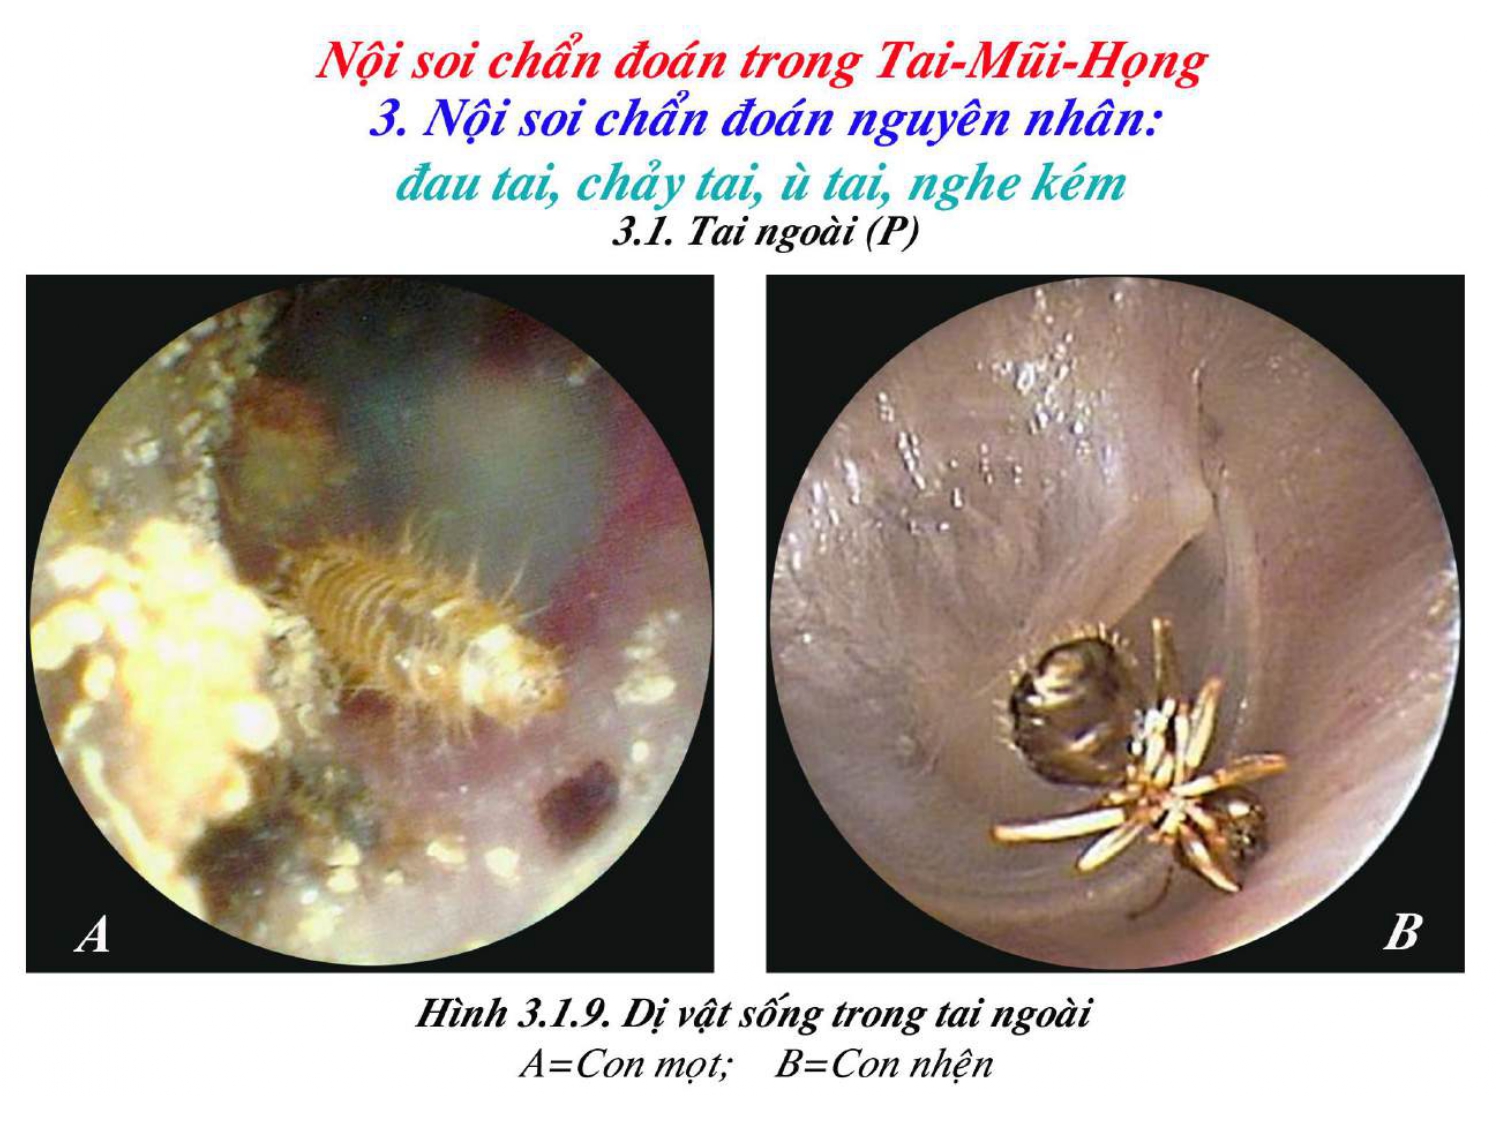 Nội soi chẩn đoán trong Tai-Mũi-Họng
3. Nội soi chẩn đoán nguyên nhân:
đau tai, chảy tai, ù tai, nghe kém
3.1. Tai ngoài (P)
A
B
Hình 3.1.9. Dị vật sống trong tai ngoài
A=Con mọt; B=Con nhện